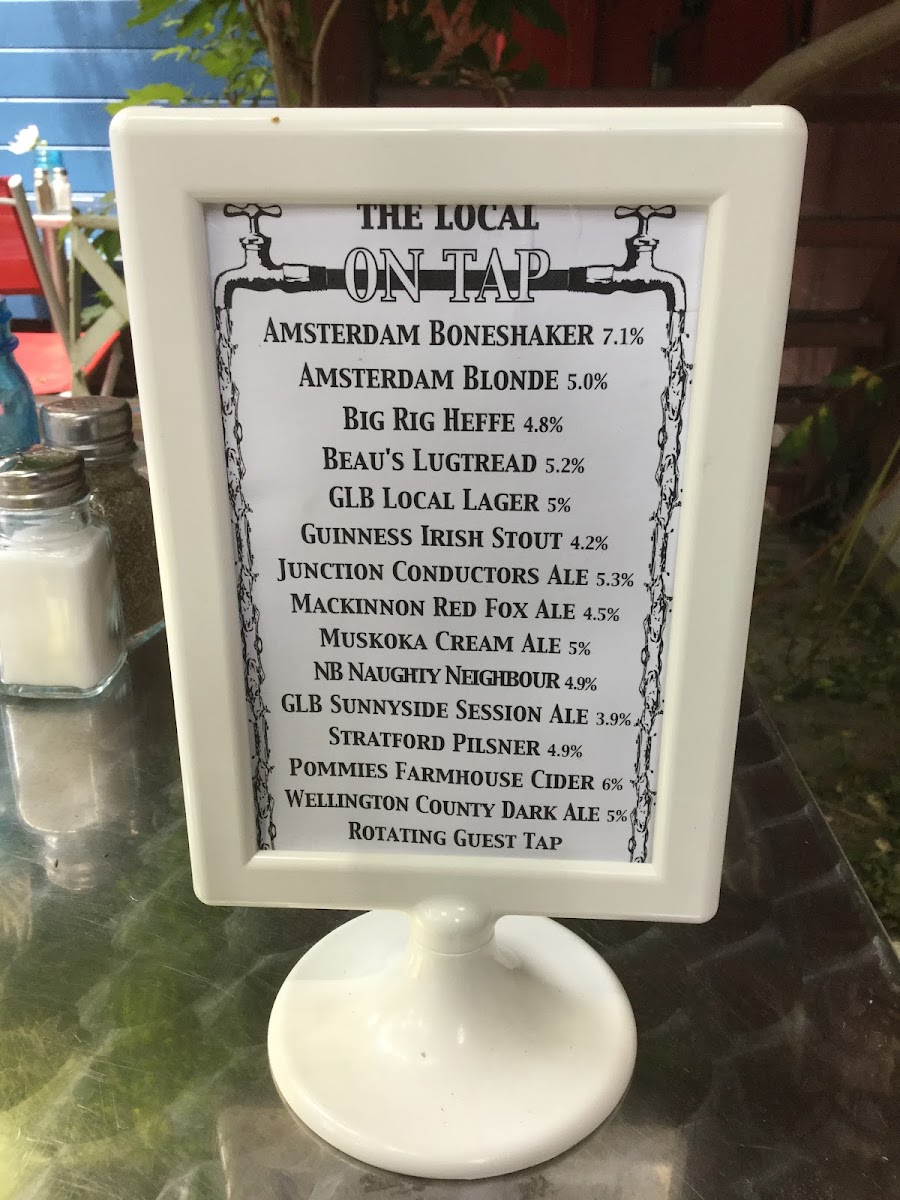 THE LOCAL
ON TAP
AMSTERDAM BONESHAKER 7.1%
AMSTERDAM BLONDE 5.0%
BIG RIG HEFFE 4.8%
BEAU'S LUGTREAD 5.2%
GLB LOCAL LAGER 5%
GUINNESS IRISH STOUT 4.2%
JUNCTION CONDUCTORS ALE 5.3%
MACKINNON RED FOX ALE 4.5%
MUSKOKA CREAM ALE 5%
NB NAUGHTY NEIGHBOUR 4.9%
GLB SUNNYSIDE SESSION ALE 3.9%
STRATFORD PILSNER 4.9%
POMMIES FARMHOUSE CIDER 6%
WELLINGTON COUNTY DARK ALE 5%
ROTATING GUEST TAP